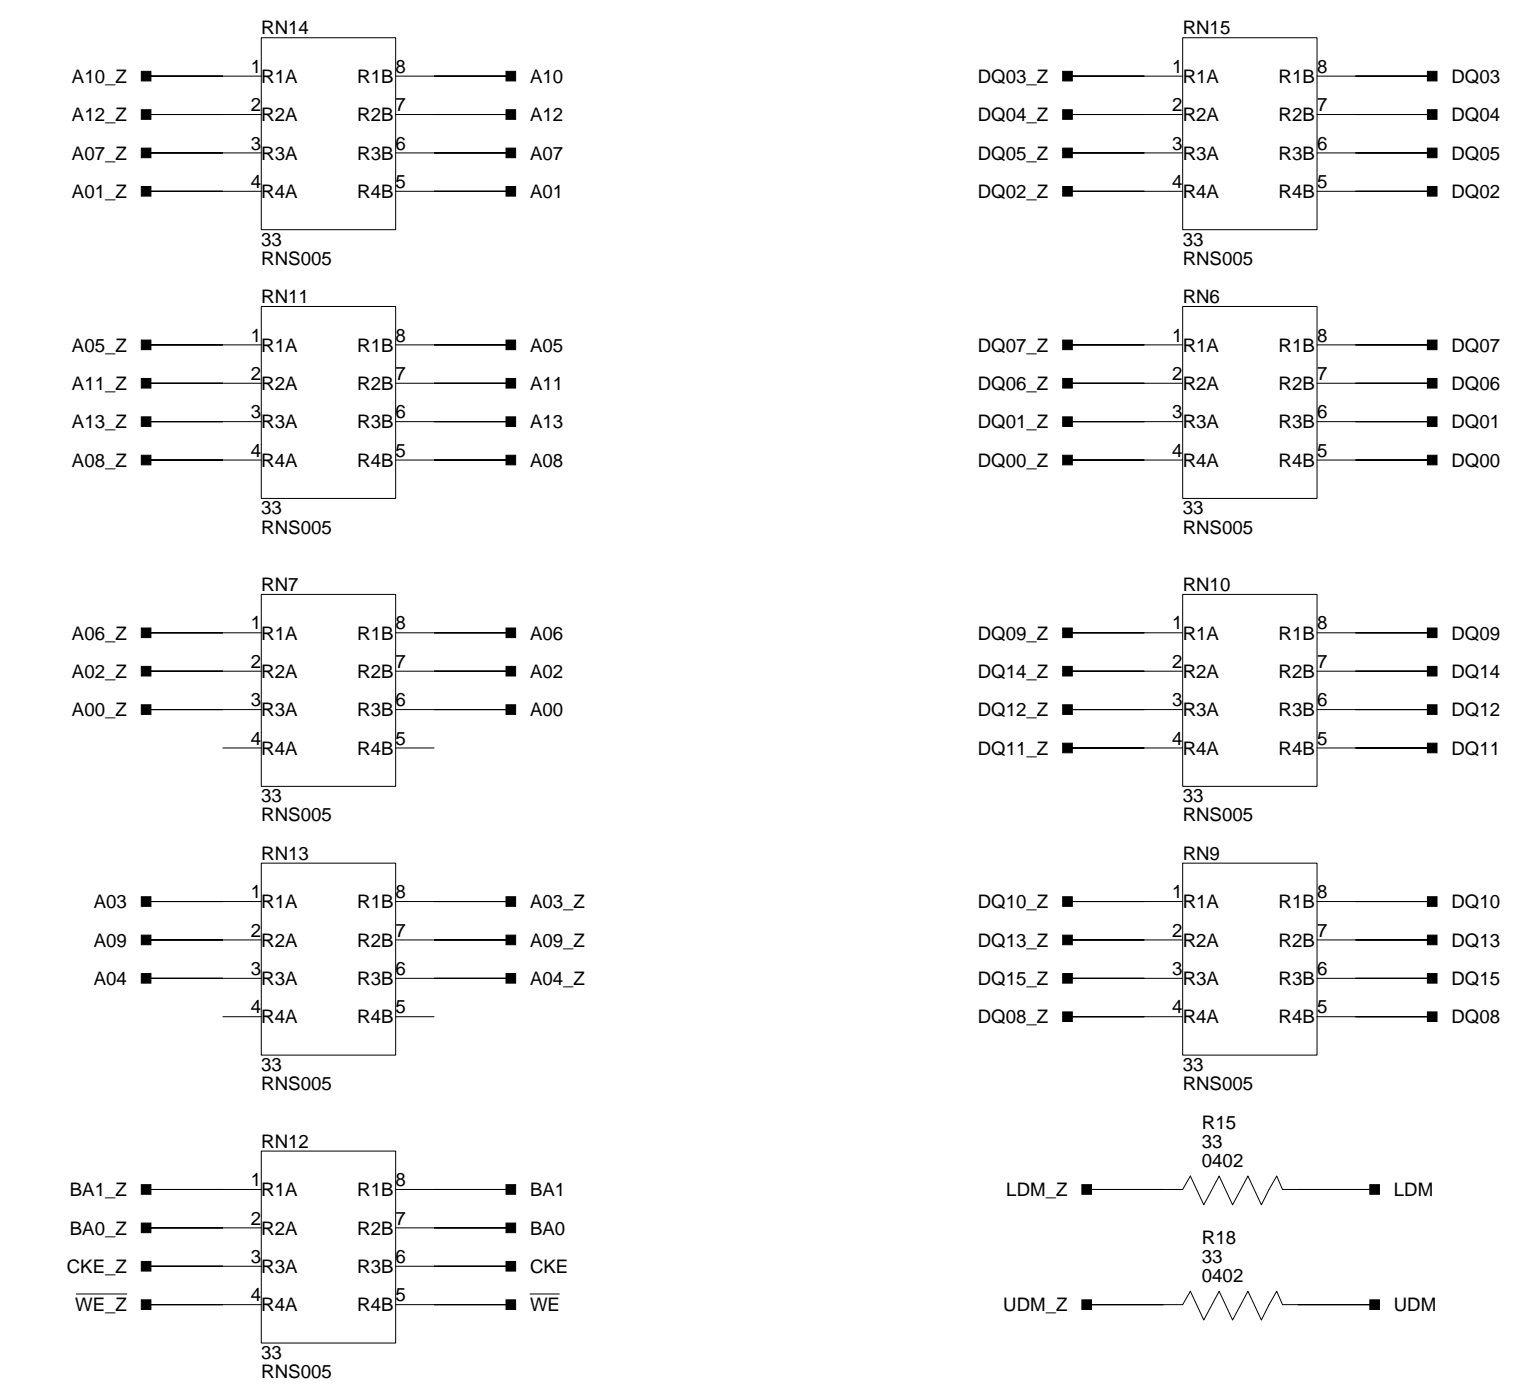 RN14
A10_Z 1 R1A R1B 8 A10
A12_Z 2 R2A R2B 7 A12
A07_Z 3 R3A R3B 6 A07
A01_Z 4 R4A R4B 5 A01
33
RNS005
RN11
A05_Z 1 R1A R1B 8 A05
A11_Z 2 R2A R2B 7 A11
A13_Z 3 R3A R3B 6 A13
A08_Z 4 R4A R4B 5 A08
33
RNS005
RN7
A06_Z 1 R1A R1B 8 A06
A02_Z 2 R2A R2B 7 A02
A00_Z 3 R3A R3B 6 A00
4 R4A R4B 5
33
RNS005
RN13
A03 1 R1A R1B 8 A03_Z
A09 2 R2A R2B 7 A09_Z
A04 3 R3A R3B 6 A04_Z
4 R4A R4B 5
33
RNS005
RN12
BA1_Z 1 R1A R1B 8 BA1
BA0_Z 2 R2A R2B 7 BA0
CKE_Z 3 R3A R3B 6 CKE
W̅E̅_̅Z̅ 4 R4A R4B 5 W̅E̅
33
RNS005
RN15
DQ03_Z 1 R1A R1B 8 DQ03
DQ04_Z 2 R2A R2B 7 DQ04
DQ05_Z 3 R3A R3B 6 DQ05
DQ02_Z 4 R4A R4B 5 DQ02
33
RNS005
RN6
DQ07_Z 1 R1A R1B 8 DQ07
DQ06_Z 2 R2A R2B 7 DQ06
DQ01_Z 3 R3A R3B 6 DQ01
DQ00_Z 4 R4A R4B 5 DQ00
33
RNS005
RN10
DQ09_Z 1 R1A R1B 8 DQ09
DQ14_Z 2 R2A R2B 7 DQ14
DQ12_Z 3 R3A R3B 6 DQ12
DQ11_Z 4 R4A R4B 5 DQ11
33
RNS005
RN9
DQ10_Z 1 R1A R1B 8 DQ10
DQ13_Z 2 R2A R2B 7 DQ13
DQ15_Z 3 R3A R3B 6 DQ15
DQ08_Z 4 R4A R4B 5 DQ08
33
RNS005
R15
33
0402
LDM_Z LDM
R18
33
0402
UDM_Z UDM